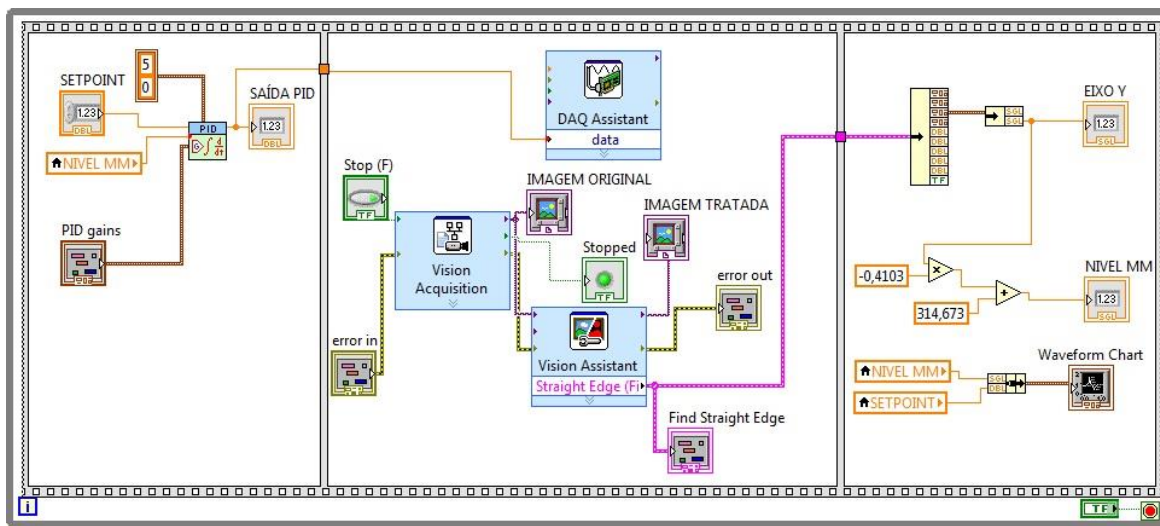 SETPOINT
1.23
DBL
NIVEL MM
PID gains
5
0
PID
SAÍDA PID
1.23
DBL
DAQ Assistant
data
Stop (F)
TF
Vision
Acquisition
IMAGEM ORIGINAL
IMAGEM TRATADA
Stopped
TF
error in
Vision Assistant
Straight Edge (Fi
error out
Find Straight Edge
DBL
DBL
DBL
DBL
DBL
TF
SGL
SGL
EIXO Y
1.23
SGL
-0,4103
×
314,673
+
NIVEL MM
1.23
SGL
NIVEL MM
SETPOINT
SGL
DBL
Waveform Chart
i
TF